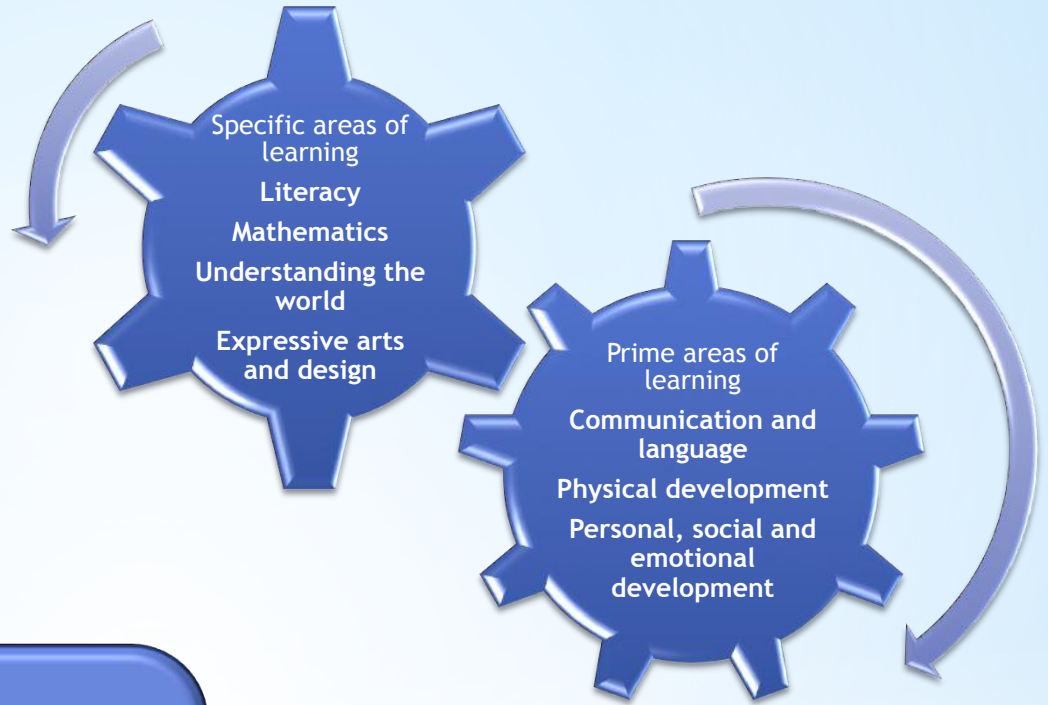 Specific areas of
learning
Literacy
Mathematics
Understanding the
world
Expressive arts
and design
Prime areas of
learning
Communication and
language
Physical development
Personal, social and
emotional
development